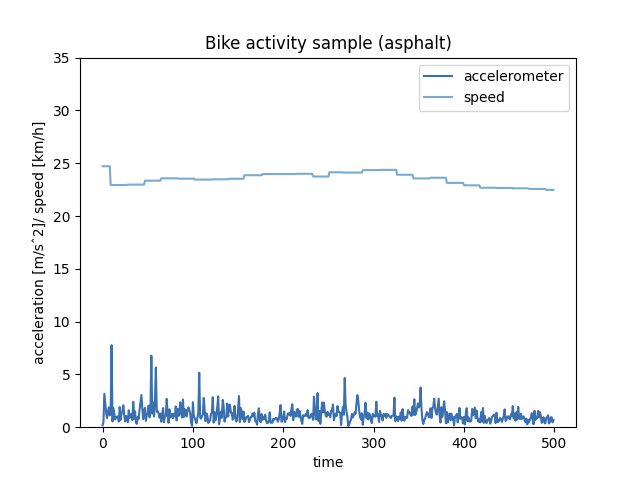 Bike activity sample (asphalt)
accelerometer
speed
acceleration [m/s^2]/ speed [km/h]
35
30
25
20
15
10
5
0
0 100 200 300 400 500
time